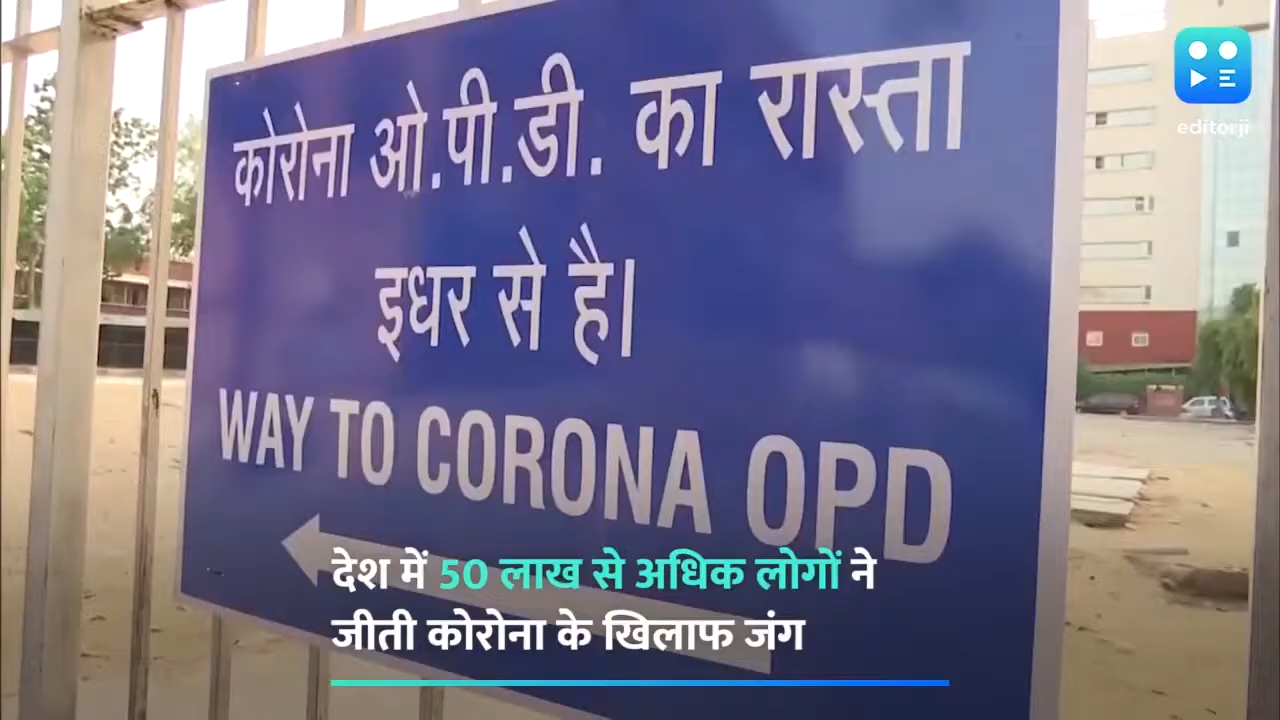 editorji
कोरोना ओ.पी.डी. का रास्ता
इधर से है।
WAY TO CORONA OPD
देश में 50 लाख से अधिक लोगों ने
जीती कोरोना के खिलाफ जंग